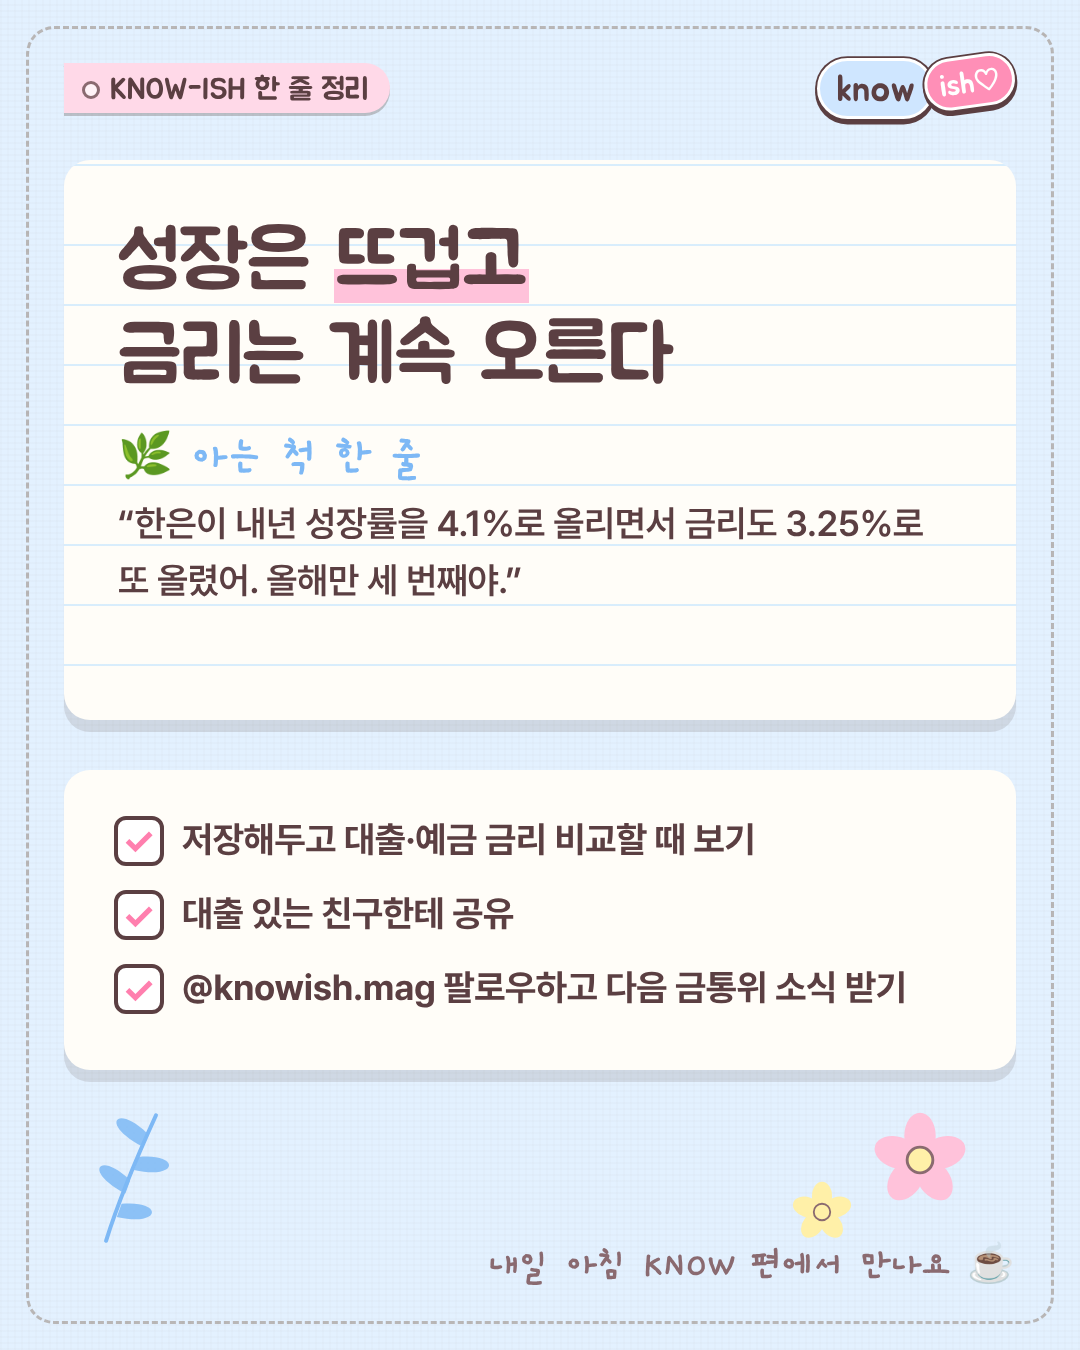 KNOW-ISH 한 줄 정리
know ish♡
성장은 뜨겁고
금리는 계속 오른다
아는 척 한 줄
“한은이 내년 성장률을 4.1%로 올리면서 금리도 3.25%로
또 올렸어. 올해만 세 번째야.”
저장해두고 대출·예금 금리 비교할 때 보기
대출 있는 친구한테 공유
@knowish.mag 팔로우하고 다음 금통위 소식 받기
내일 아침 KNOW 편에서 만나요